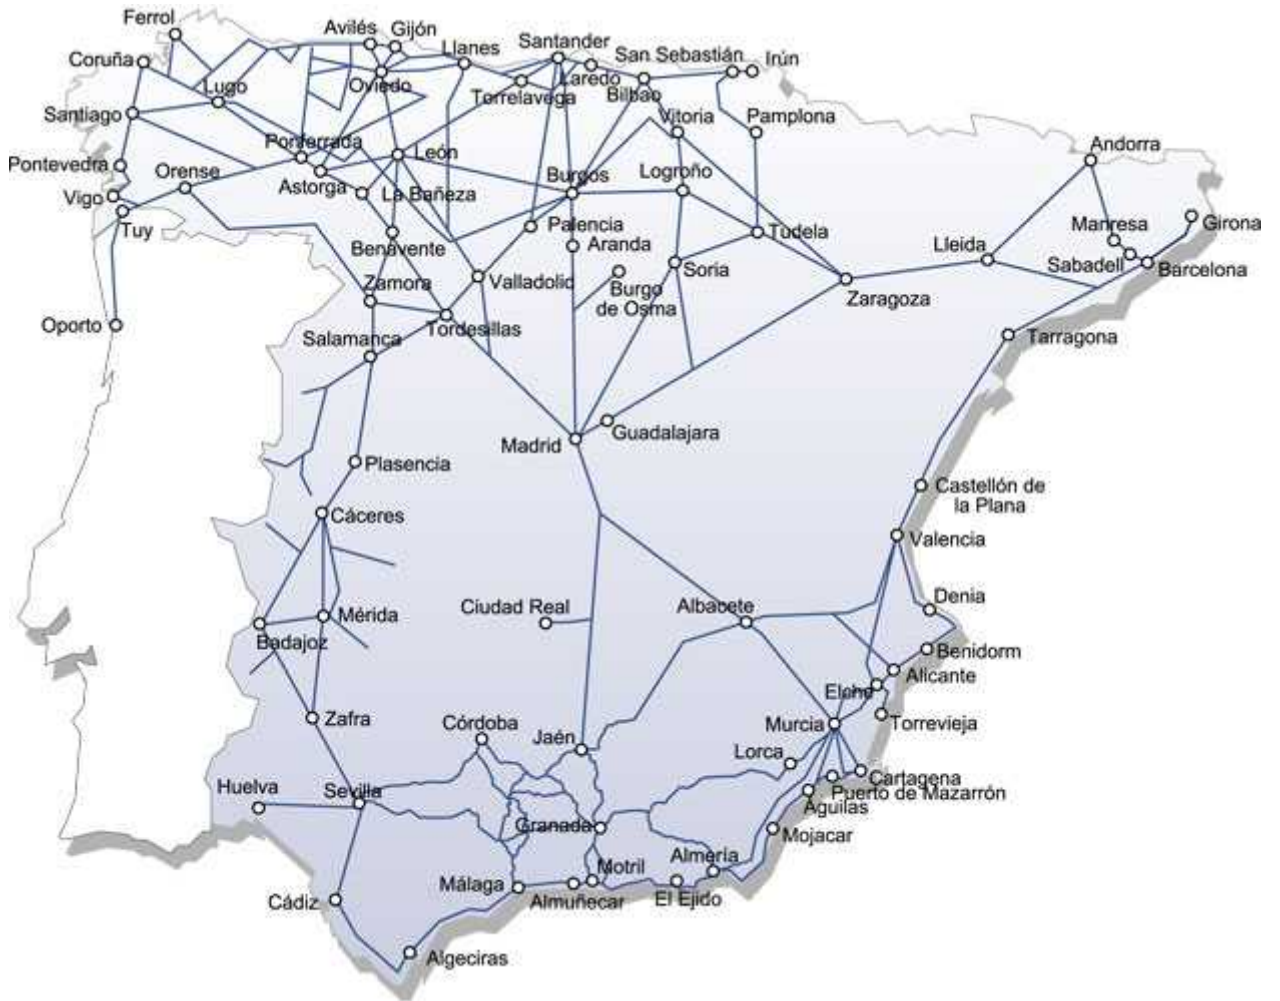 Ferrol
Avilés
Gijón
Llanes
Santander
San Sebastián
Irún
Coruña
Lugo
Oviedo
Torrelavega
Laredo
Bilbao
Santiago
Vitoria
Pamplona
Ponferrada
León
Andorra
Pontevedra
Orense
Astorga
La Bañeza
Burgos
Logroño
Vigo
Tuy
Benavente
Palencia
Aranda
Tudela
Lleida
Manresa
Girona
Sabadell
Barcelona
Zamora
Valladolic
Burgo
de Osma
Soria
Zaragoza
Oporto
Salamanca
Tordesillas
Tarragona
Madrid
Guadalajara
Plasencia
Castellón de
la Plana
Cáceres
Valencia
Ciudad Real
Albacete
Denia
Mérida
Badajoz
Benidorm
Alicante
Elche
Zafra
Córdoba
Jaén
Murcia
Torrevieja
Lorca
Huelva
Sevilla
Cartagena
Puerto de Mazarrón
Águilas
Granada
Mojacar
Almería
Motril
Málaga
Almuñecar
El Ejido
Cádiz
Algeciras